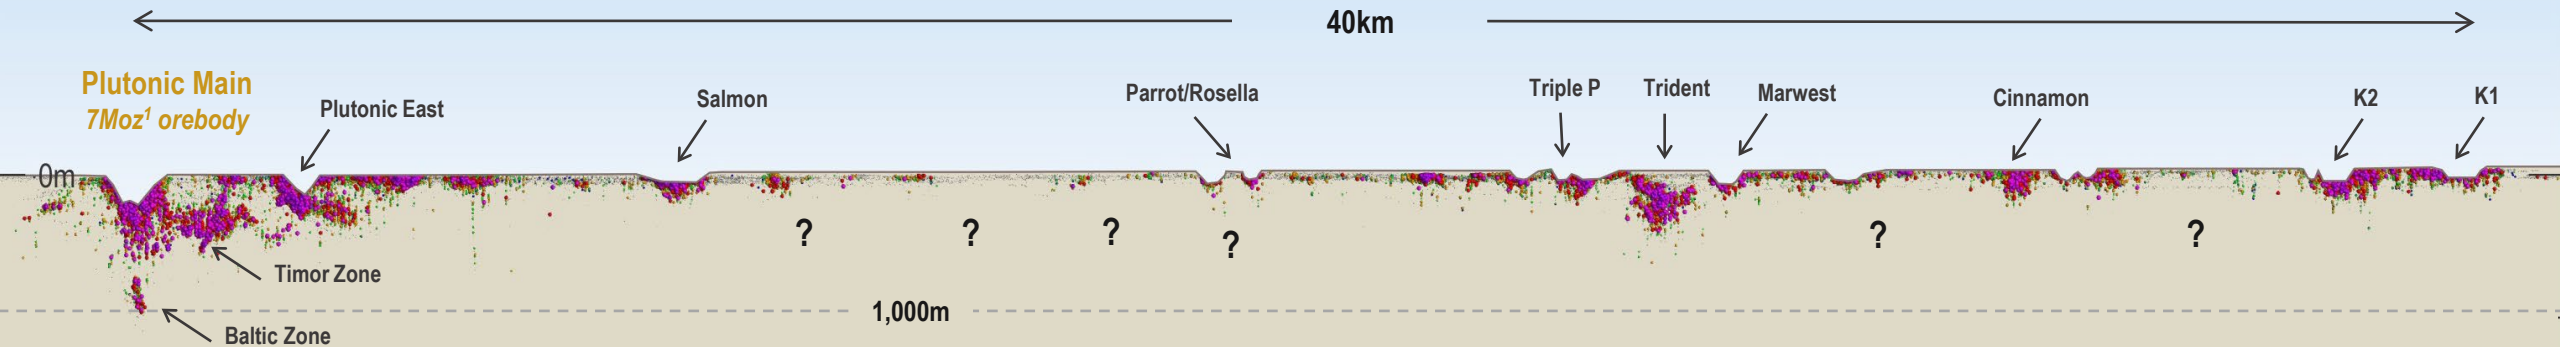 40km
Plutonic Main
7Moz¹ orebody
Plutonic East
Salmon
Parrot/Rosella
Triple P
Trident
Marwest
Cinnamon
K2
K1
0m
?
?
?
?
?
?
Timor Zone
1,000m
Baltic Zone